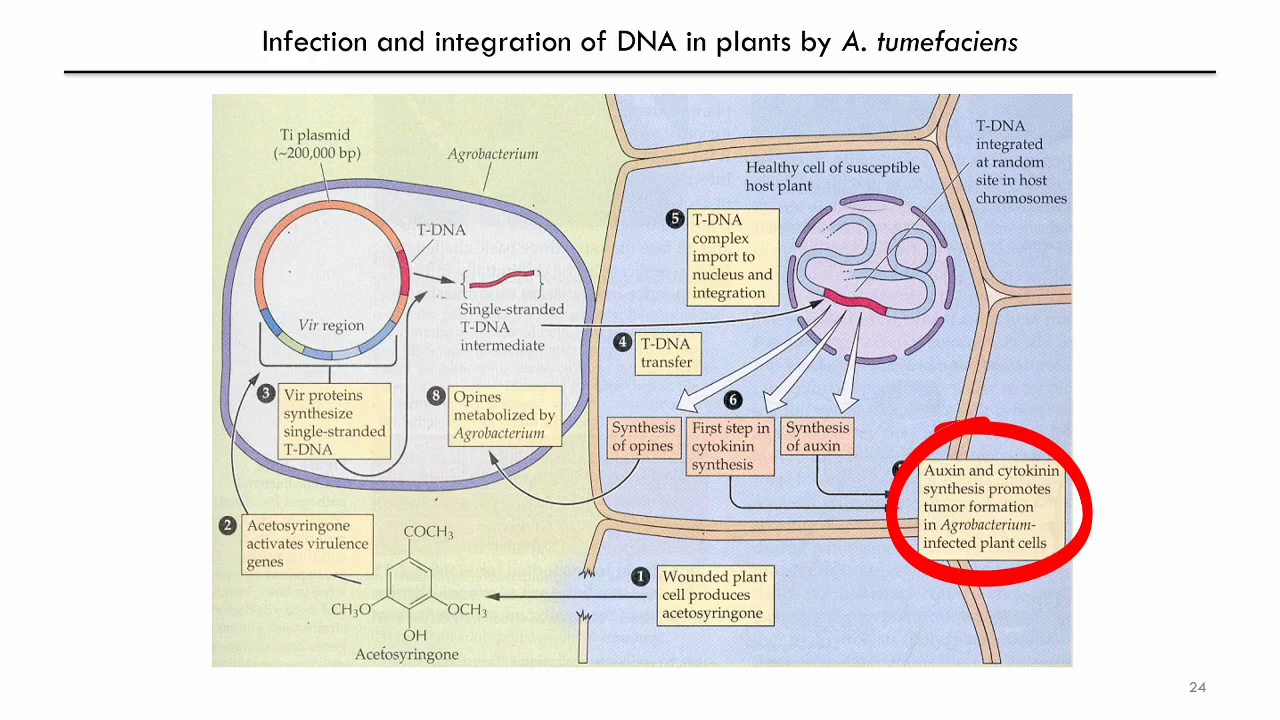 Infection and integration of DNA in plants by A. tumefaciens
Ti plasmid
(~200,000 bp)
Agrobacterium
T-DNA
Single-stranded
T-DNA
intermediate
Vir region
3
Vir proteins
synthesize
single-stranded
T-DNA
8
Opines
metabolized by
Agrobacterium
2
Acetosyringone
activates virulence
genes
COCH3
CH3O
OCH3
OH
Acetosyringone
1
Wounded plant
cell produces
acetosyringone
Healthy cell of susceptible
host plant
T-DNA
integrated
at random
site in host
chromosomes
5
T-DNA
complex
import to
nucleus and
integration
4
T-DNA
transfer
6
Synthesis
of opines
First step in
cytokinin
synthesis
Synthesis
of auxin
Auxin and cytokinin
synthesis promotes
tumor formation
in Agrobacterium-
infected plant cells
24